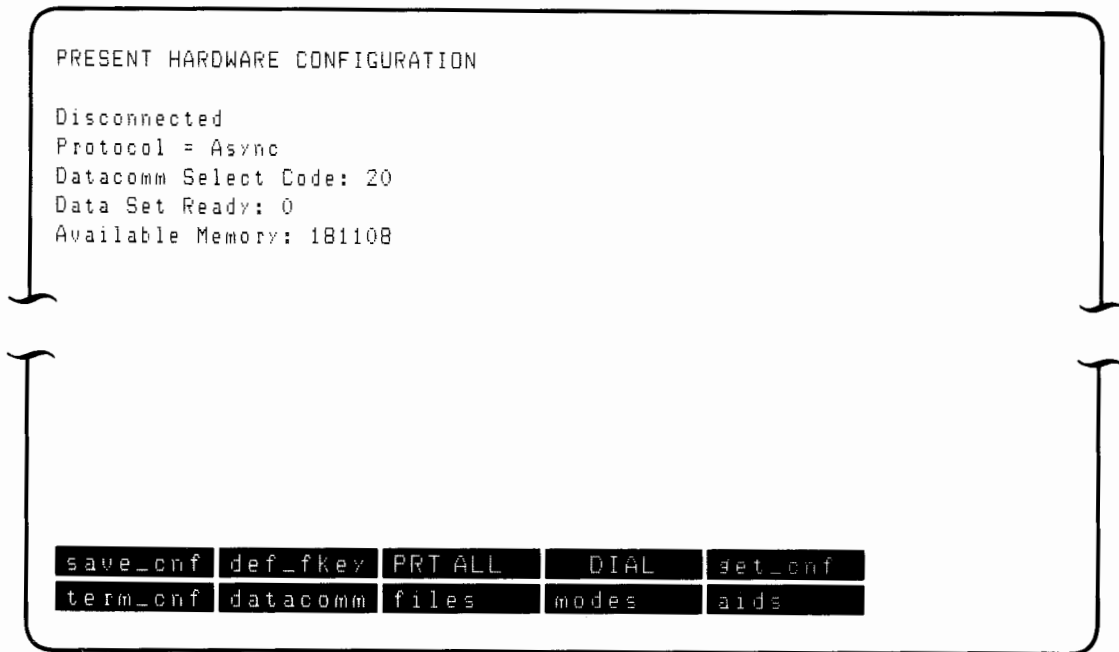 PRESENT HARDWARE CONFIGURATION
Disconnected
Protocol = Async
Datacomm Select Code: 20
Data Set Ready: 0
Available Memory: 181108
save_cnf def_fkey PRT ALL DIAL get_cnf
term_cnf datacomm files modes aids